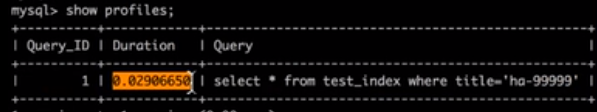 mysql> show profiles;
| Query_ID | Duration | Query |
| 1 | 0.02906650 | select * from test_index where title='ha-99999' |